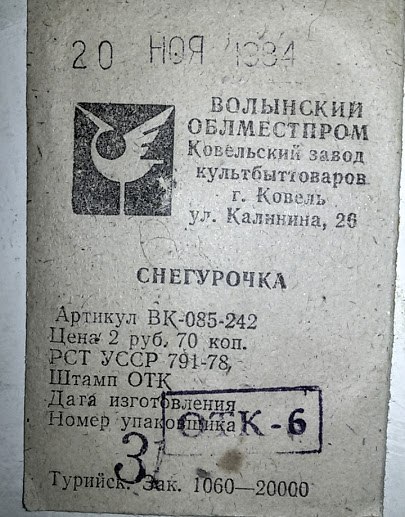 20 НОЯ 1984
ВОЛЫНСКИЙ
ОБЛМЕСТПРОМ
Ковельский завод
культбыттоваров
г. Ковель
ул. Калинина, 26
СНЕГУРОЧКА
Артикул ВК-085-242
Цена 2 руб. 70 коп.
РСТ УССР 791-78
Штамп ОТК
Дата изготовления
Номер упаковщика
ОТК-6
3
Турийск. Зак. 1060—20000